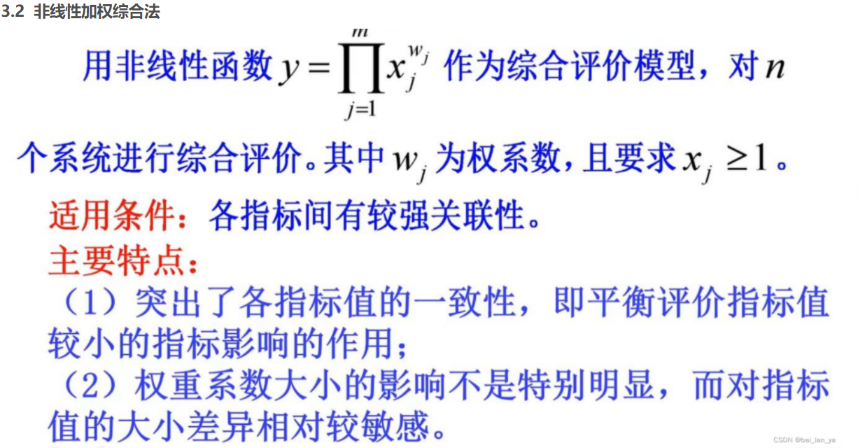 3.2 非线性加权综合法
用非线性函数 y = ∏_{j=1}^{m} x_j^{w_j} 作为综合评价模型，对 n
个系统进行综合评价。其中 w_j 为权系数，且要求 x_j ≥1。
适用条件：各指标间有较强关联性。
主要特点：
（1）突出了各指标值的一致性，即平衡评价指标值
较小的指标影响的作用；
（2）权重系数大小的影响不是特别明显，而对指标
值的大小差异相对较敏感。
CSDN @bai_lan_ya